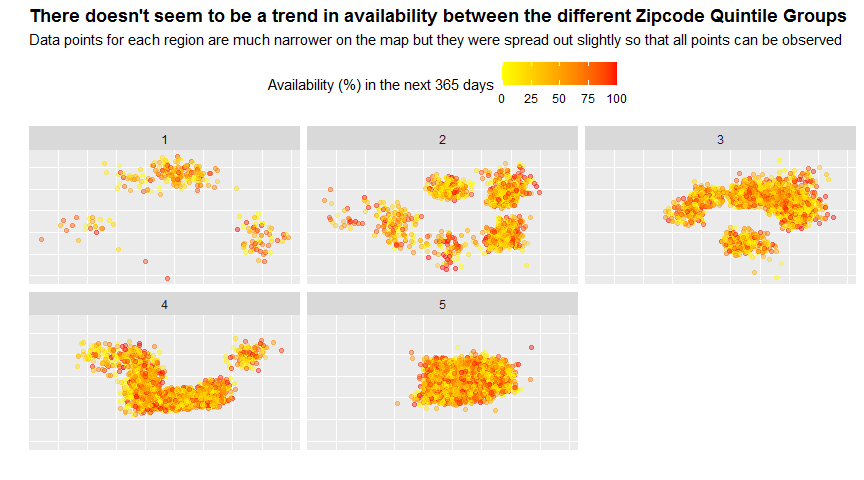 There doesn't seem to be a trend in availability between the different Zipcode Quintile Groups
Data points for each region are much narrower on the map but they were spread out slightly so that all points can be observed
Availability (%) in the next 365 days
0 25 50 75 100
1 2 3
4 5